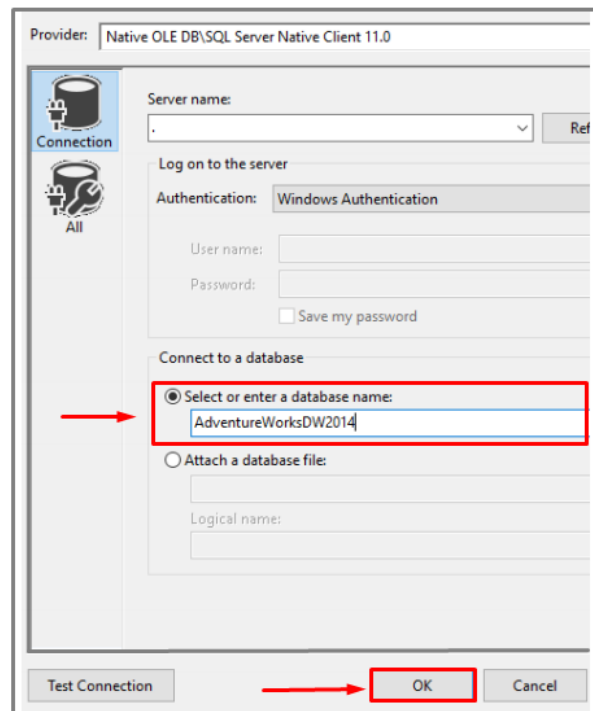 Provider: Native OLE DB\SQL Server Native Client 11.0
Connection
All
Server name:
.
Ref
Log on to the server
Authentication: Windows Authentication
User name:
Password:
Save my password
Connect to a database
Select or enter a database name:
AdventureWorksDW2014
Attach a database file:
Logical name:
Test Connection OK Cancel